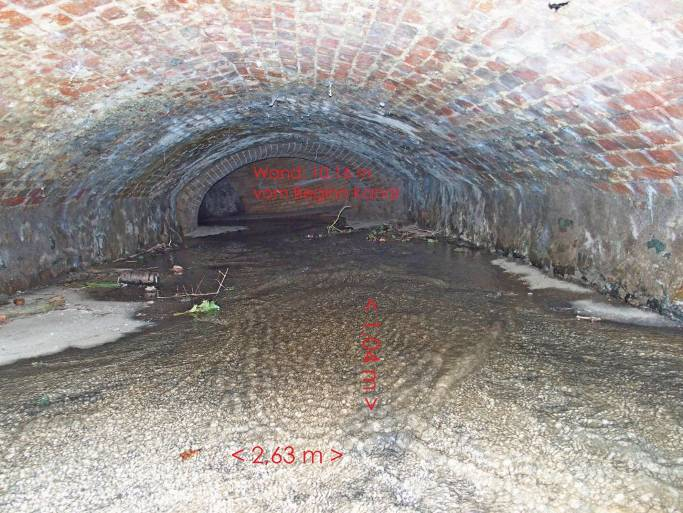 Wand: 10,16 m
vom Beginn Kanal
< 1,04 m >
< 2,63 m >